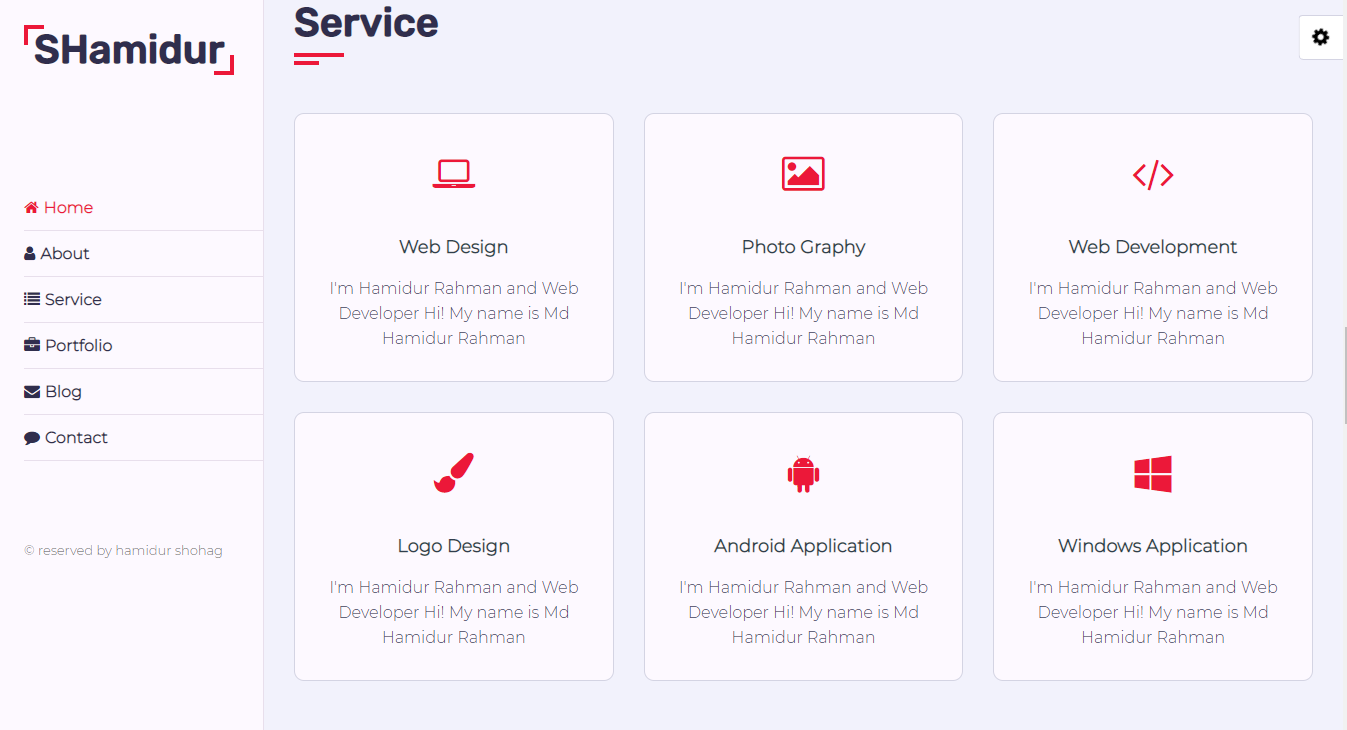 SHamidur
Home
About
Service
Portfolio
Blog
Contact
© reserved by hamidur shohag
Service
Web Design
I'm Hamidur Rahman and Web
Developer Hi! My name is Md
Hamidur Rahman
Photo Graphy
I'm Hamidur Rahman and Web
Developer Hi! My name is Md
Hamidur Rahman
Web Development
I'm Hamidur Rahman and Web
Developer Hi! My name is Md
Hamidur Rahman
Logo Design
I'm Hamidur Rahman and Web
Developer Hi! My name is Md
Hamidur Rahman
Android Application
I'm Hamidur Rahman and Web
Developer Hi! My name is Md
Hamidur Rahman
Windows Application
I'm Hamidur Rahman and Web
Developer Hi! My name is Md
Hamidur Rahman